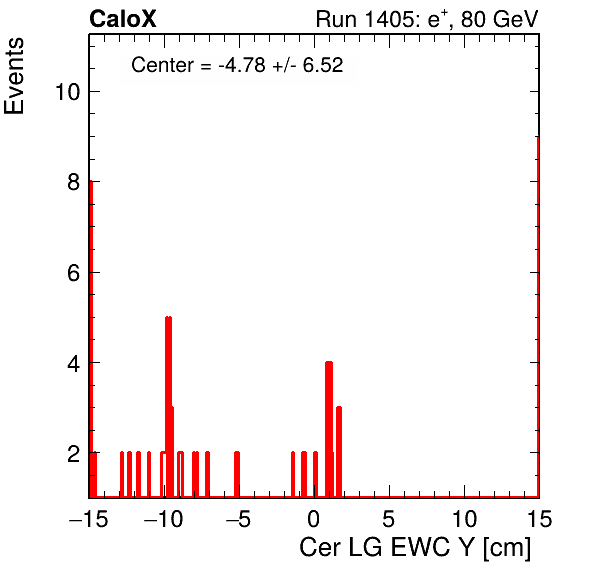 CaloX Run 1405: e⁺, 80 GeV
Center = -4.78 +/- 6.52
Events
10
8
6
4
2
−15 −10 −5 0 5 10 15
Cer LG EWC Y [cm]